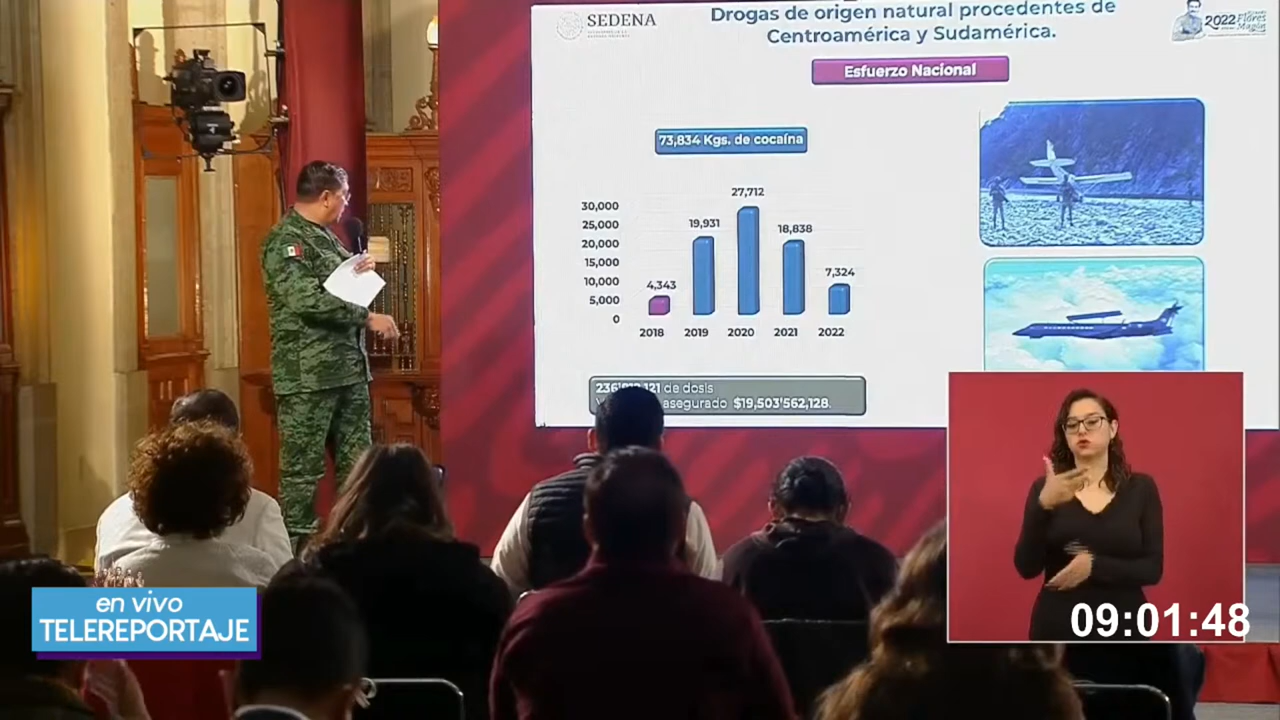 SEDENA
Drogas de origen natural procedentes de
Centroamérica y Sudamérica.
2022 Flores
Magón
Esfuerzo Nacional
73,834 Kgs. de cocaína
30,000
25,000
20,000
15,000
10,000
5,000
0
4,343
19,931
27,712
18,838
7,324
2018
2019
2020
2021
2022
de dosis
asegurado $19,503'562,128.
en vivo
TELEREPORTAJE
09:01:48